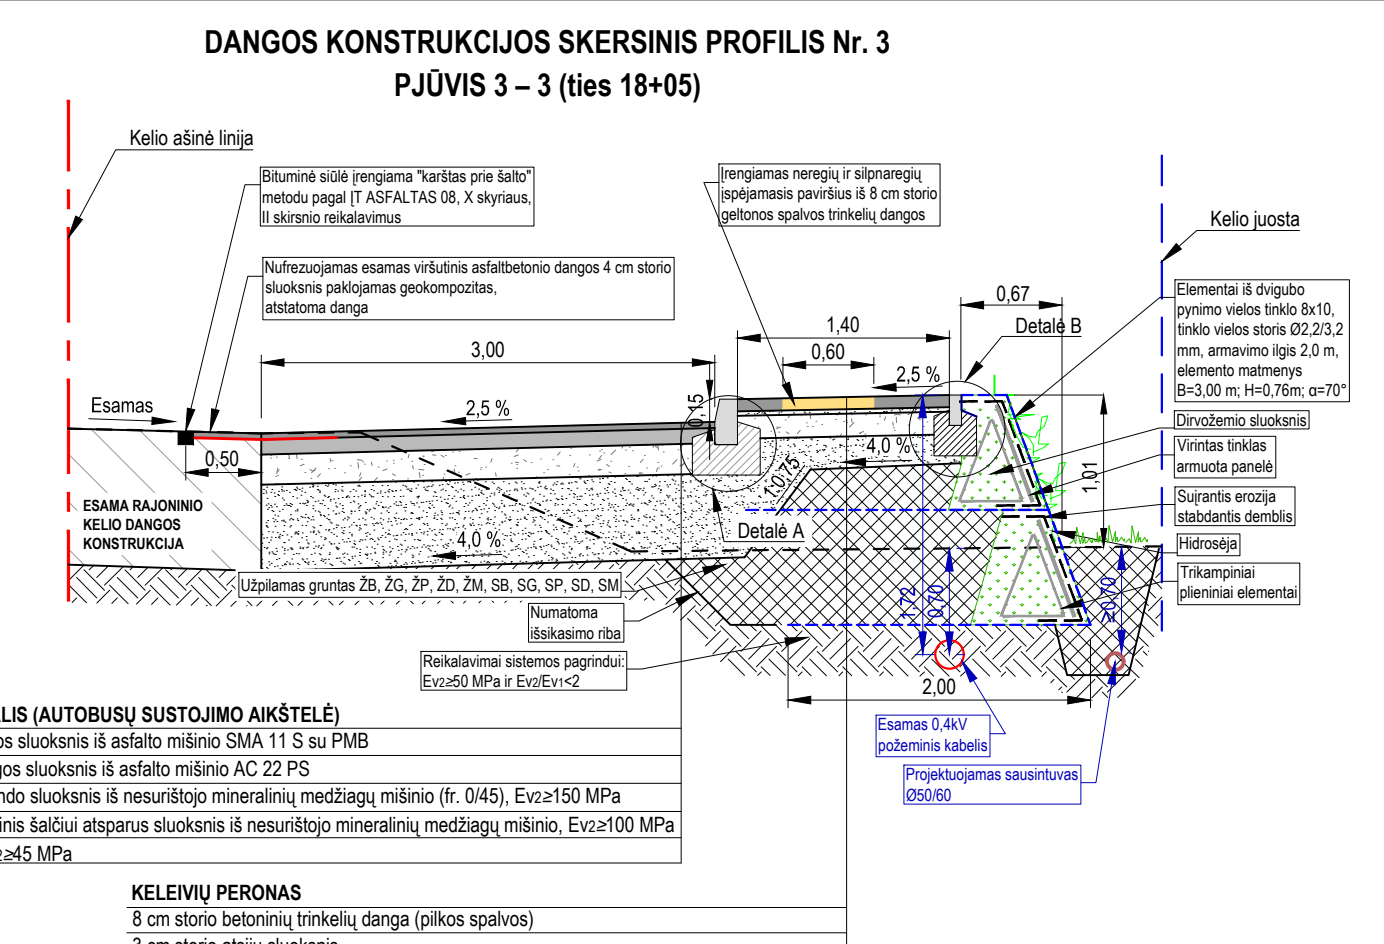 DANGOS KONSTRUKCIJOS SKERSINIS PROFILIS Nr. 3
PJŪVIS 3 – 3 (ties 18+05)
Kelio ašinė linija
Bituminė siūlė įrengiama "karštas prie šalto"
metodu pagal ĮT ASFALTAS 08, X skyriaus,
II skirsnio reikalavimus
Įrengiamas neregių ir silpnaregių
įspėjamasis paviršius iš 8 cm storio
geltonos spalvos trinkelių dangos
Kelio juosta
Nufrezuojamas esamas viršutinis asfaltbetonio dangos 4 cm storio
sluoksnis paklojamas geokompozitas,
atstatoma danga
Elementai iš dvigubo
pynimo vielos tinklo 8x10,
tinklo vielos storis Ø2,2/3,2
mm, armavimo ilgis 2,0 m,
elemento matmenys
B=3,00 m; H=0,76m; α=70°
0,67
1,40
Detalė B
3,00
0,60
2,5 %
Esamas
2,5 %
0,15
Dirvožemio sluoksnis
4,0 %
Virintas tinklas
armuota panelė
0,50
1:0,75
1,01
ESAMA RAJONINIO
KELIO DANGOS
KONSTRUKCIJA
Sujrantis erozija
stabdantis demblis
Detalė A
4,0 %
Hidrosėja
Užpilamas gruntas ŽB, ŽG, ŽP, ŽD, ŽM, SB, SG, SP, SD, SM
Trikampiniai
plieniniai elementai
1,72
0,70
≥0,70
Numatoma
išsikasimo riba
Reikalavimai sistemos pagrindui:
Ev2≥50 MPa ir Ev2/Ev1<2
2,00
Esamas 0,4kV
požeminis kabelis
Projektuojamas sausintuvas
Ø50/60
ALIS (AUTOBUSŲ SUSTOJIMO AIKŠTELĖ)
os sluoksnis iš asfalto mišinio SMA 11 S su PMB
gos sluoksnis iš asfalto mišinio AC 22 PS
ndo sluoksnis iš nesurištojo mineralinių medžiagų mišinio (fr. 0/45), Ev2≥150 MPa
inis šalčiui atsparus sluoksnis iš nesurištojo mineralinių medžiagų mišinio, Ev2≥100 MPa
2≥45 MPa
KELEIVIŲ PERONAS
8 cm storio betoninių trinkelių danga (pilkos spalvos)
3 cm storio atsijų sluoksnis